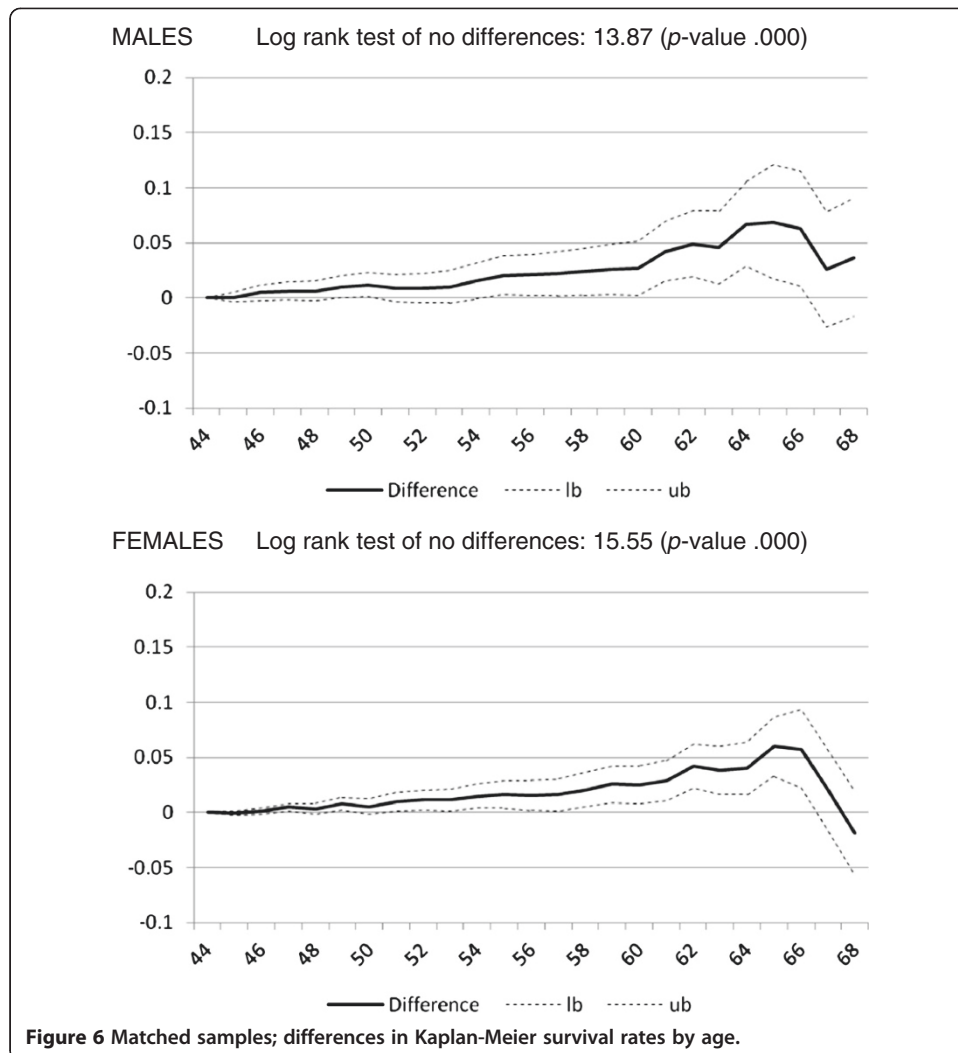 MALES Log rank test of no differences: 13.87 (p-value .000)
0.2
0.15
0.1
0.05
0
-0.05
-0.1
44 46 48 50 52 54 56 58 60 62 64 66 68
Difference lb ub
FEMALES Log rank test of no differences: 15.55 (p-value .000)
0.2
0.15
0.1
0.05
0
-0.05
-0.1
44 46 48 50 52 54 56 58 60 62 64 66 68
Difference lb ub
Figure 6 Matched samples; differences in Kaplan-Meier survival rates by age.